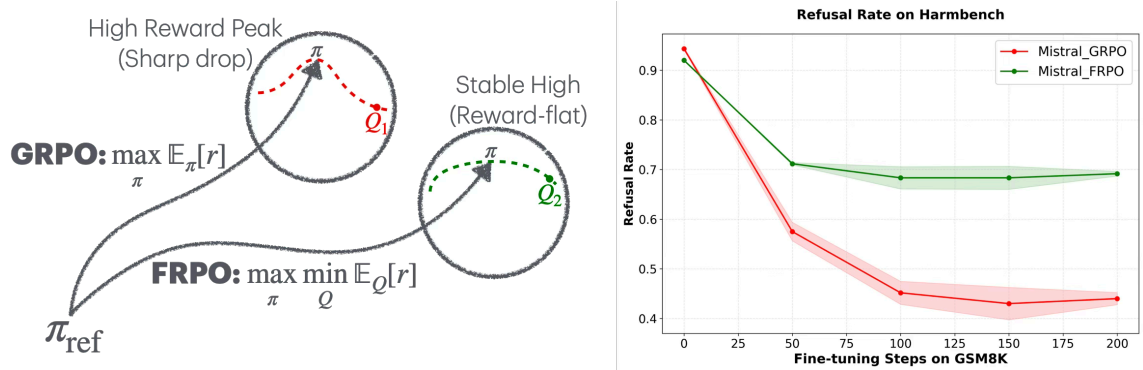 High Reward Peak
(Sharp drop)
π
Q₁
Stable High
(Reward-flat)
π
Q₂
GRPO: max 𝔼_π[r]
π
FRPO: max min 𝔼_Q[r]
π Q
π_ref
Refusal Rate on Harmbench
Mistral_GRPO
Mistral_FRPO
Refusal Rate
0.9
0.8
0.7
0.6
0.5
0.4
0 25 50 75 100 125 150 175 200
Fine-tuning Steps on GSM8K